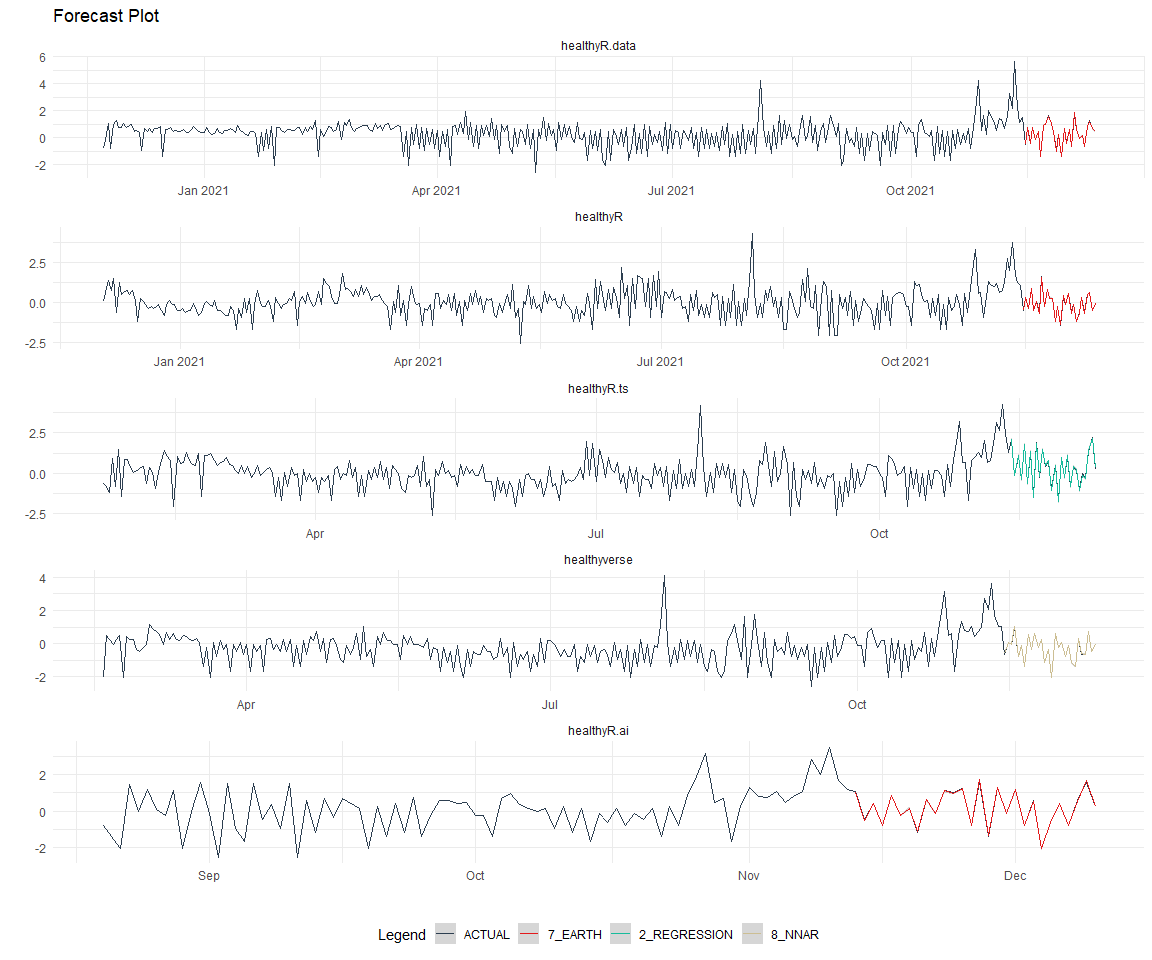 Forecast Plot
healthyR.data
6
4
2
0
-2
Jan 2021 Apr 2021 Jul 2021 Oct 2021
healthyR
2.5
0.0
-2.5
Jan 2021 Apr 2021 Jul 2021 Oct 2021
healthyR.ts
2.5
0.0
-2.5
Apr Jul Oct
healthyverse
4
2
0
-2
Apr Jul Oct
healthyR.ai
2
0
-2
Sep Oct Nov Dec
Legend ACTUAL 7_EARTH 2_REGRESSION 8_NNAR